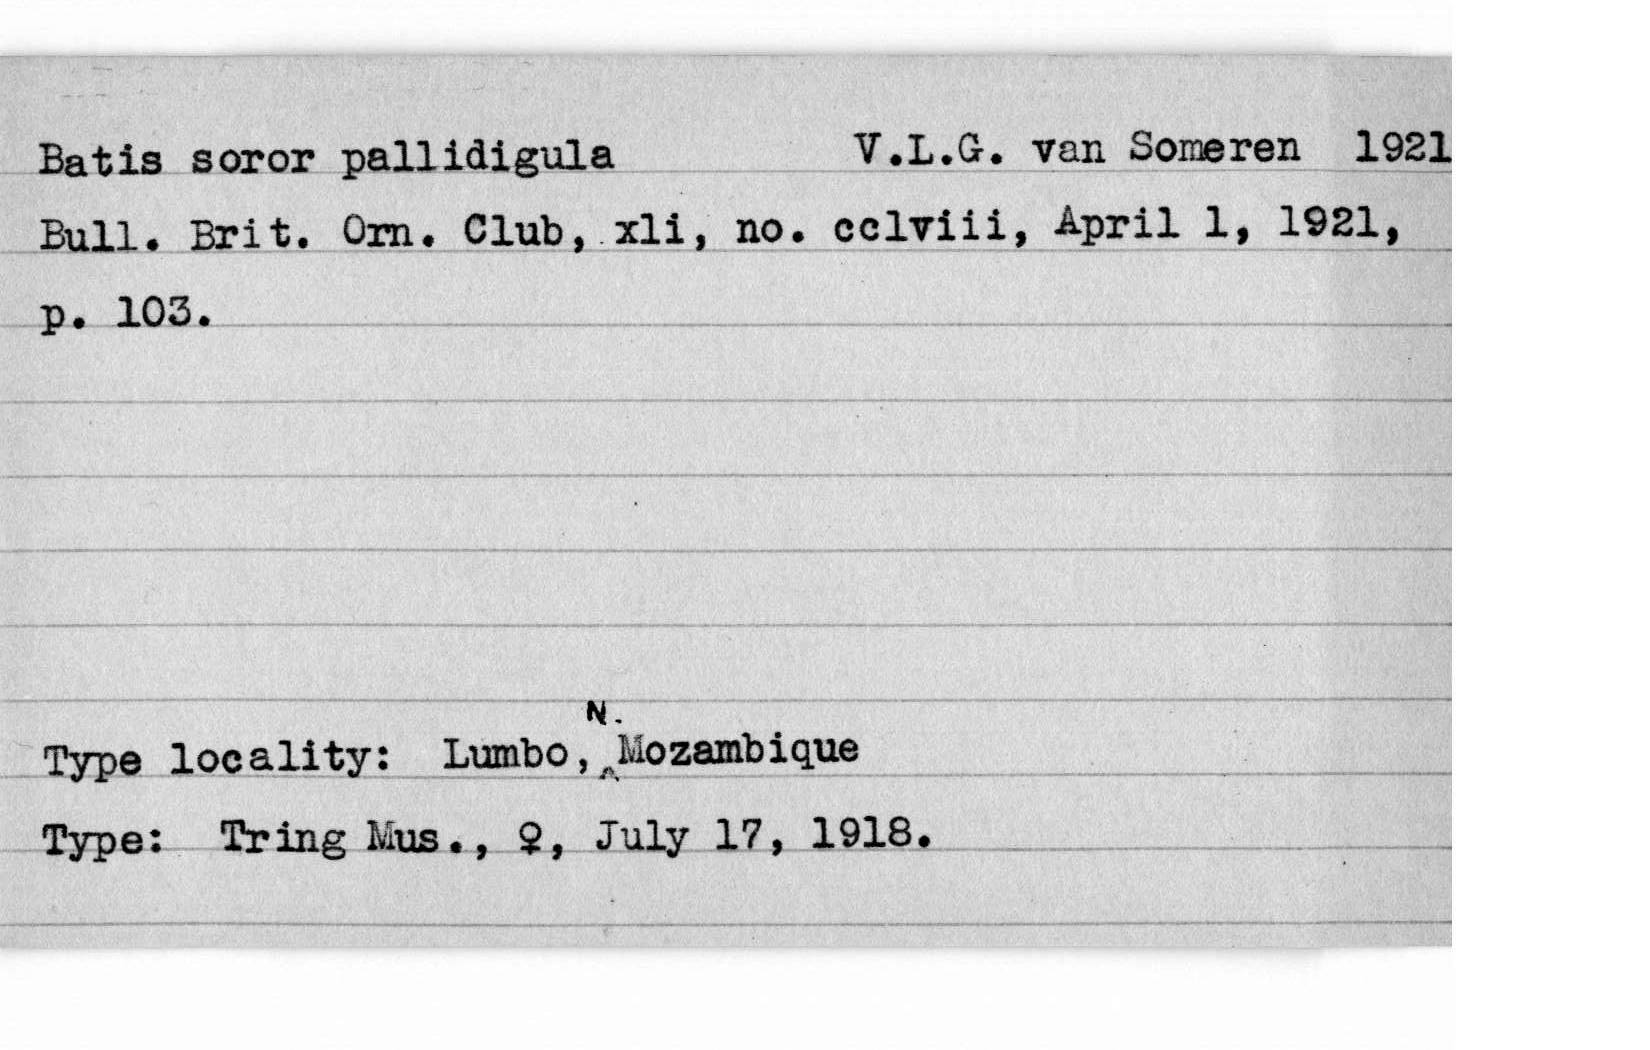 Batis soror pallidigula V.L.G. van Someren 1921
Bull. Brit. Orn. Club, xli, no. cclviii, April 1, 1921,
p. 103.
Type locality: Lumbo, N. Mozambique
Type: Tring Mus., ♀, July 17, 1918.